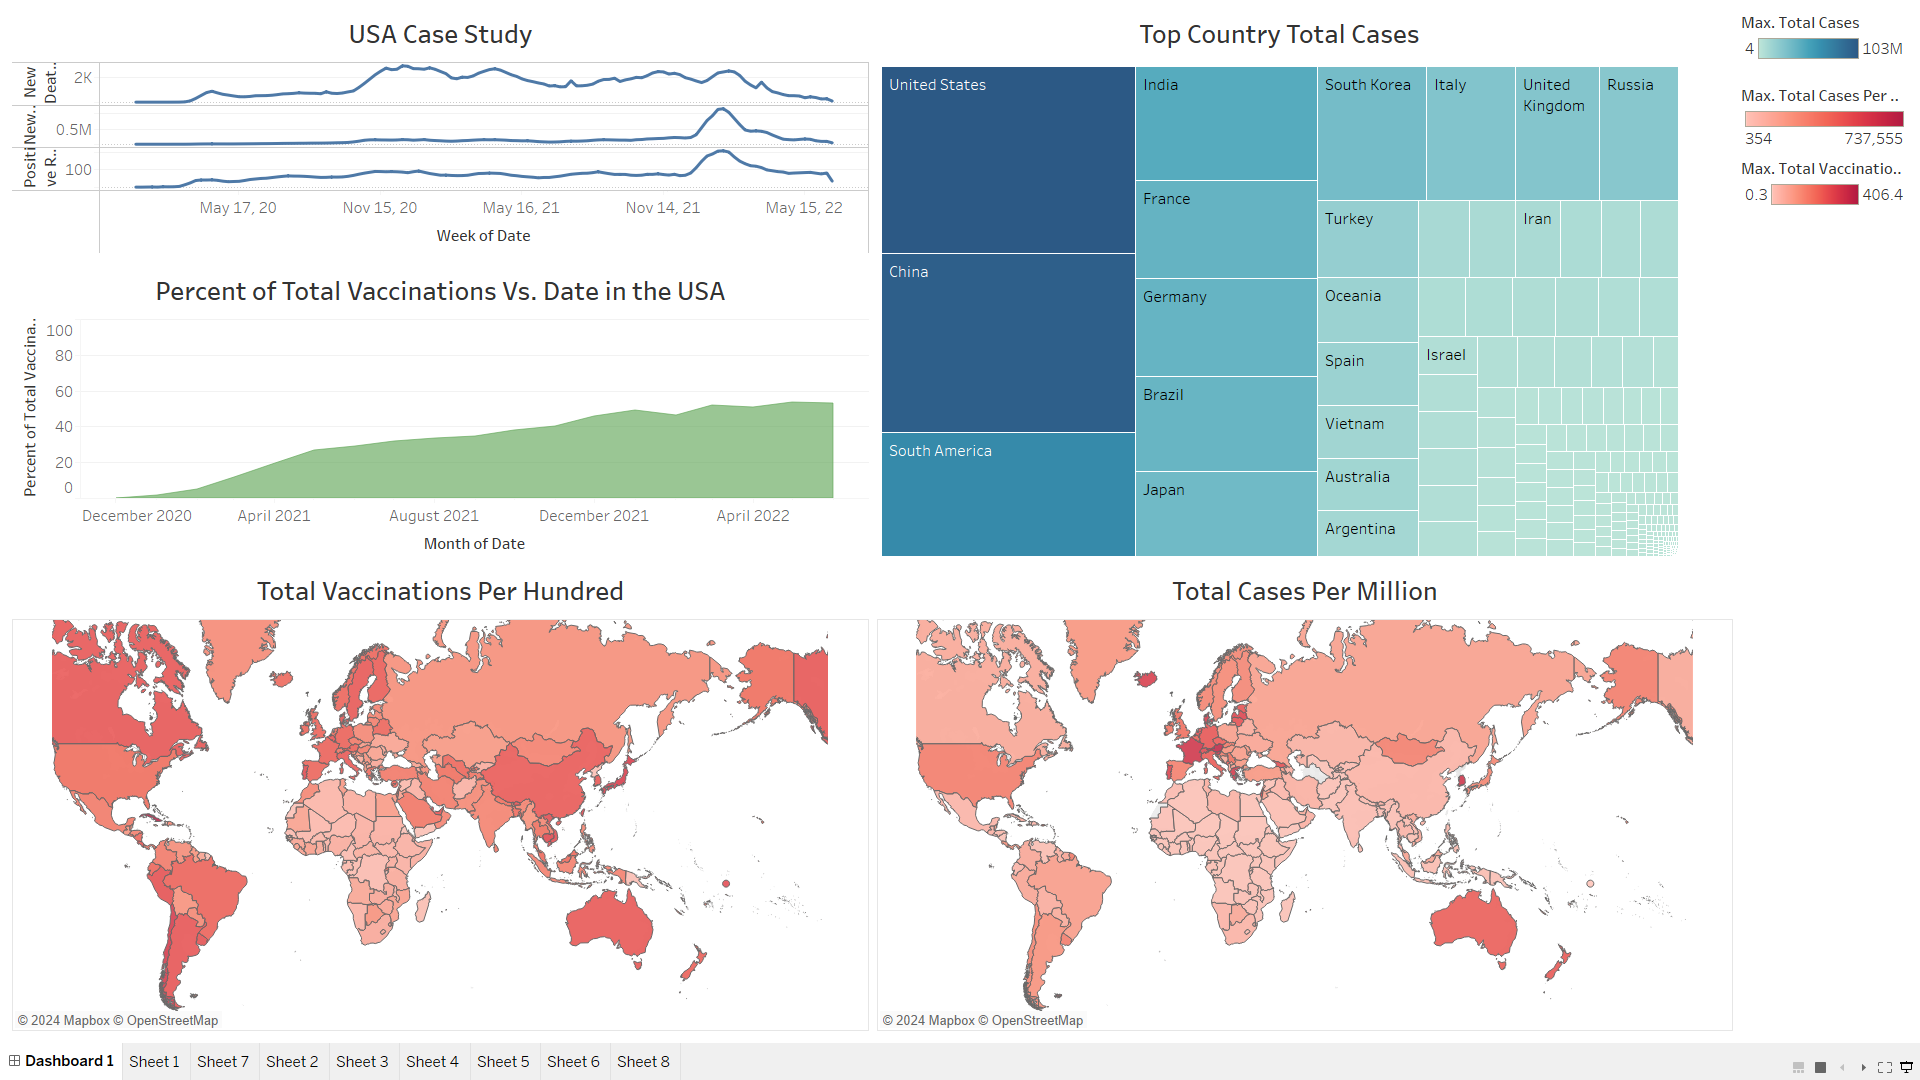 USA Case Study
New
Deat..
2K
New..
0.5M
Positi
ve R..
100
May 17, 20
Nov 15, 20
May 16, 21
Nov 14, 21
May 15, 22
Week of Date
Percent of Total Vaccinations Vs. Date in the USA
Percent of Total Vaccina..
100
80
60
40
20
0
December 2020
April 2021
August 2021
December 2021
April 2022
Month of Date
Top Country Total Cases
United States
China
South America
India
France
Germany
Brazil
Japan
South Korea
Italy
United
Kingdom
Russia
Turkey
Iran
Oceania
Spain
Israel
Vietnam
Australia
Argentina
Max. Total Cases
4
103M
Max. Total Cases Per ..
354
737,555
Max. Total Vaccinatio..
0.3
406.4
Total Vaccinations Per Hundred
© 2024 Mapbox © OpenStreetMap
Total Cases Per Million
© 2024 Mapbox © OpenStreetMap
Dashboard 1
Sheet 1
Sheet 7
Sheet 2
Sheet 3
Sheet 4
Sheet 5
Sheet 6
Sheet 8